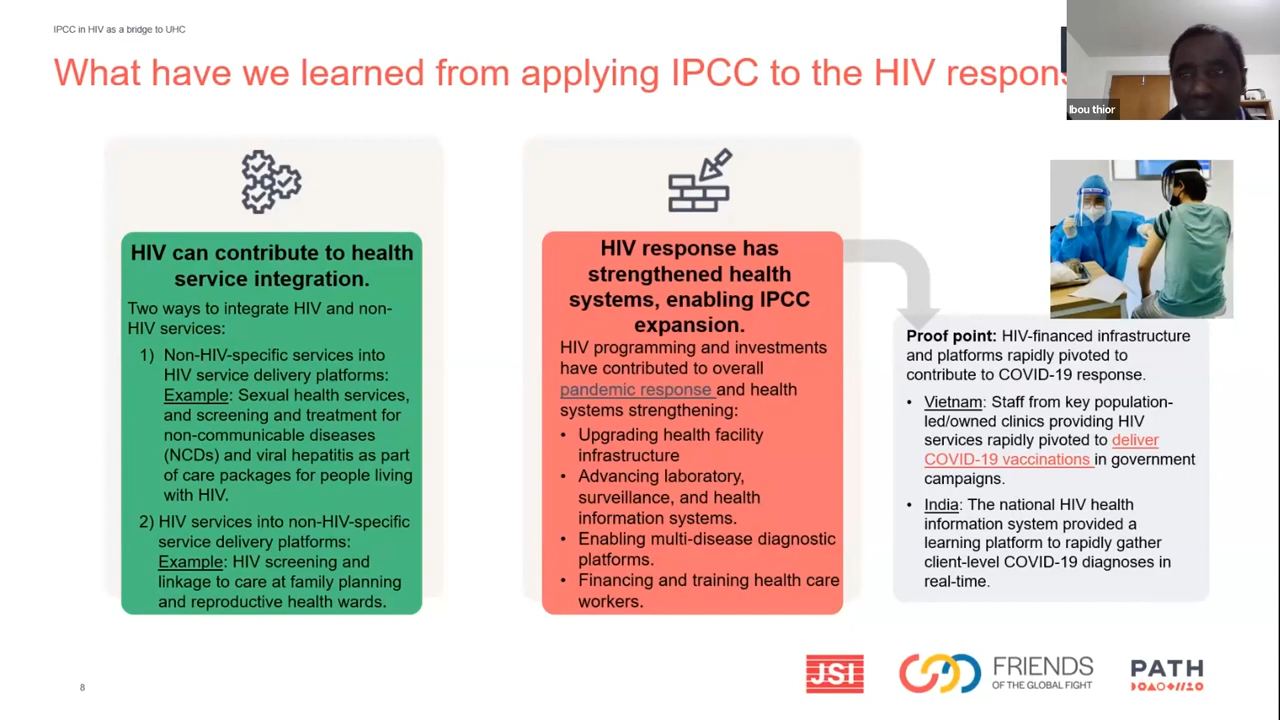 IPCC in HIV as a bridge to UHC
What have we learned from applying IPCC to the HIV respon
Ibou thior
HIV can contribute to health
service integration.
Two ways to integrate HIV and non-
HIV services:
1) Non-HIV-specific services into
HIV service delivery platforms:
Example: Sexual health services,
and screening and treatment for
non-communicable diseases
(NCDs) and viral hepatitis as part
of care packages for people living
with HIV.
2) HIV services into non-HIV-specific
service delivery platforms:
Example: HIV screening and
linkage to care at family planning
and reproductive health wards.
HIV response has
strengthened health
systems, enabling IPCC
expansion.
HIV programming and investments
have contributed to overall
pandemic response and health
systems strengthening:
• Upgrading health facility
infrastructure
• Advancing laboratory,
surveillance, and health
information systems.
• Enabling multi-disease diagnostic
platforms.
• Financing and training health care
workers.
Proof point: HIV-financed infrastructure
and platforms rapidly pivoted to
contribute to COVID-19 response.
• Vietnam: Staff from key population-
led/owned clinics providing HIV
services rapidly pivoted to deliver
COVID-19 vaccinations in government
campaigns.
• India: The national HIV health
information system provided a
learning platform to rapidly gather
client-level COVID-19 diagnoses in
real-time.
8
JSI
FRIENDS
OF THE GLOBAL FIGHT
PATH